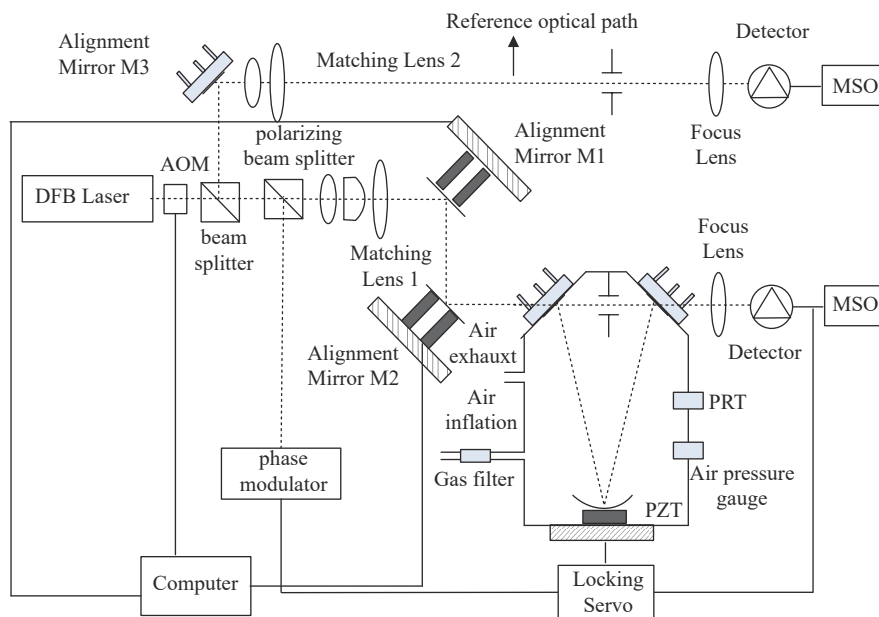 Reference optical path
Alignment
Mirror M3
Matching Lens 2
Detector
MSO
Focus
Lens
polarizing
beam splitter
Alignment
Mirror M1
AOM
DFB Laser
beam
splitter
Matching
Lens 1
Focus
Lens
MSO
Detector
Alignment
Mirror M2
Air
exhauxt
Air
inflation
PRT
Gas filter
Air pressure
gauge
phase
modulator
PZT
Computer
Locking
Servo